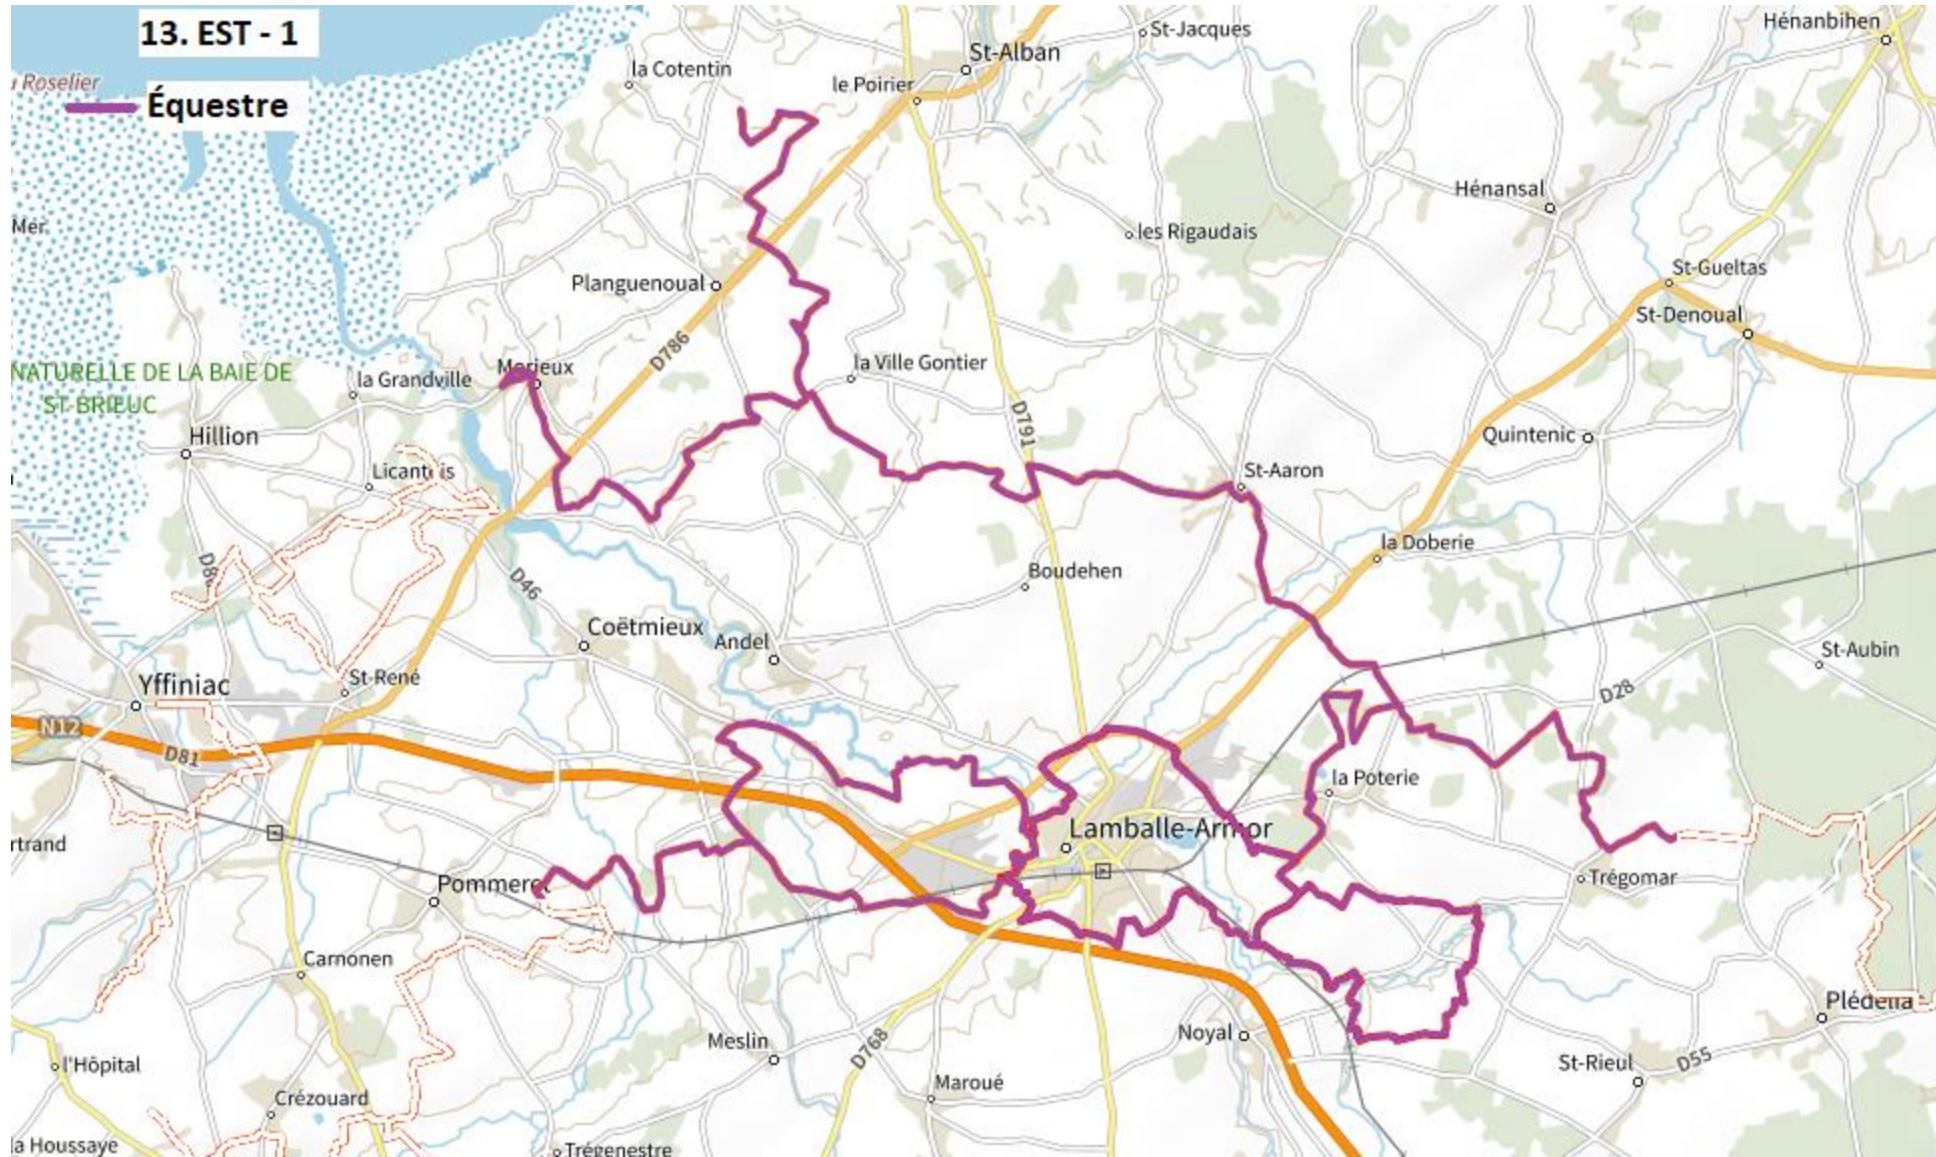 13. EST - 1
Équestre
Roselier
la Cotentin
le Poirier
St-Alban
St-Jacques
Hénanbihen
Mer
Planguenoual
les Rigaudais
Hénansal
St-Gueltas
St-Denoual
NATURELLE DE LA BAIE DE
ST-BRIEUC
la Grandville
Morieux
D786
la Ville Gontier
D791
Quintenic
Hillion
Licantois
St-Aaron
la Doberie
D46
Boudehen
Coëtmieux
Andel
St-Aubin
Yffiniac
St-René
D28
N12
D81
la Poterie
Lamballe-Armor
rtrand
Pommeret
Trégomar
Carnonen
Plédélia
Meslin
D768
Noyal
St-Rieul
D55
l'Hôpital
Maroué
Crézouard
la Houssaye
Trégenestre